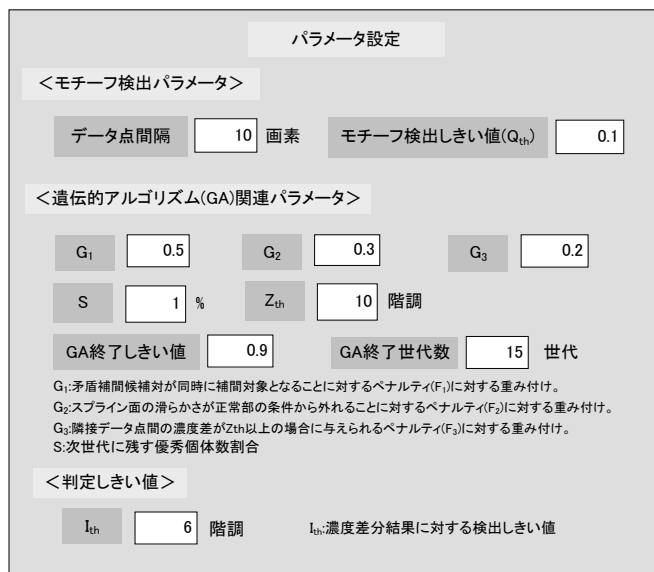 パラメータ設定
＜モチーフ検出パラメータ＞
データ点間隔 10 画素 モチーフ検出しきい値(Qth) 0.1
＜遺伝的アルゴリズム(GA)関連パラメータ＞
G1 0.5 G2 0.3 G3 0.2
S 1 % Zth 10 階調
GA終了しきい値 0.9 GA終了世代数 15 世代
G1:矛盾補間候補対が同時に補間対象となることに対するペナルティ(F1)に対する重み付け。
G2:スプライン面の滑らかさが正常部の条件から外れることに対するペナルティ(F2)に対する重み付け。
G3:隣接データ点間の濃度差がZth以上の場合に与えられるペナルティ(F3)に対する重み付け。
S:次世代に残す優秀個体数割合
＜判定しきい値＞
Ith 6 階調 Ith:濃度差分結果に対する検出しきい値